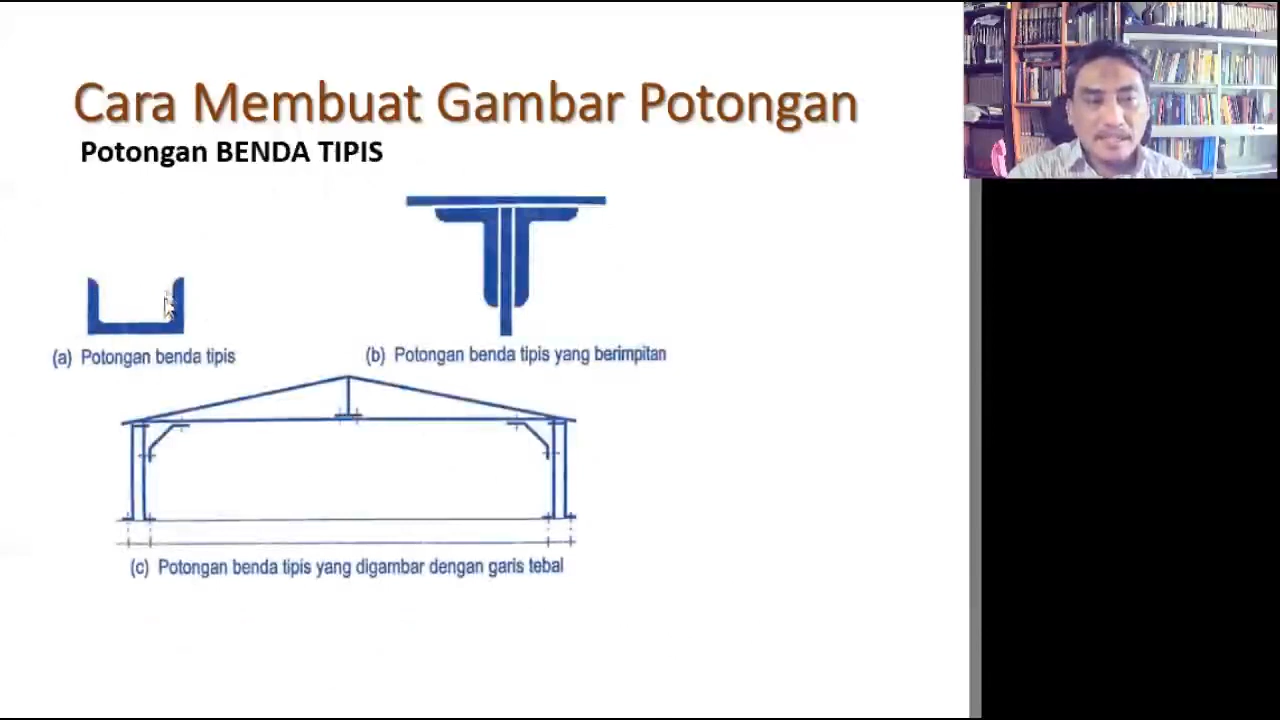 Cara Membuat Gambar Potongan
Potongan BENDA TIPIS
(a) Potongan benda tipis
(b) Potongan benda tipis yang berimpitan
(c) Potongan benda tipis yang digambar dengan garis tebal